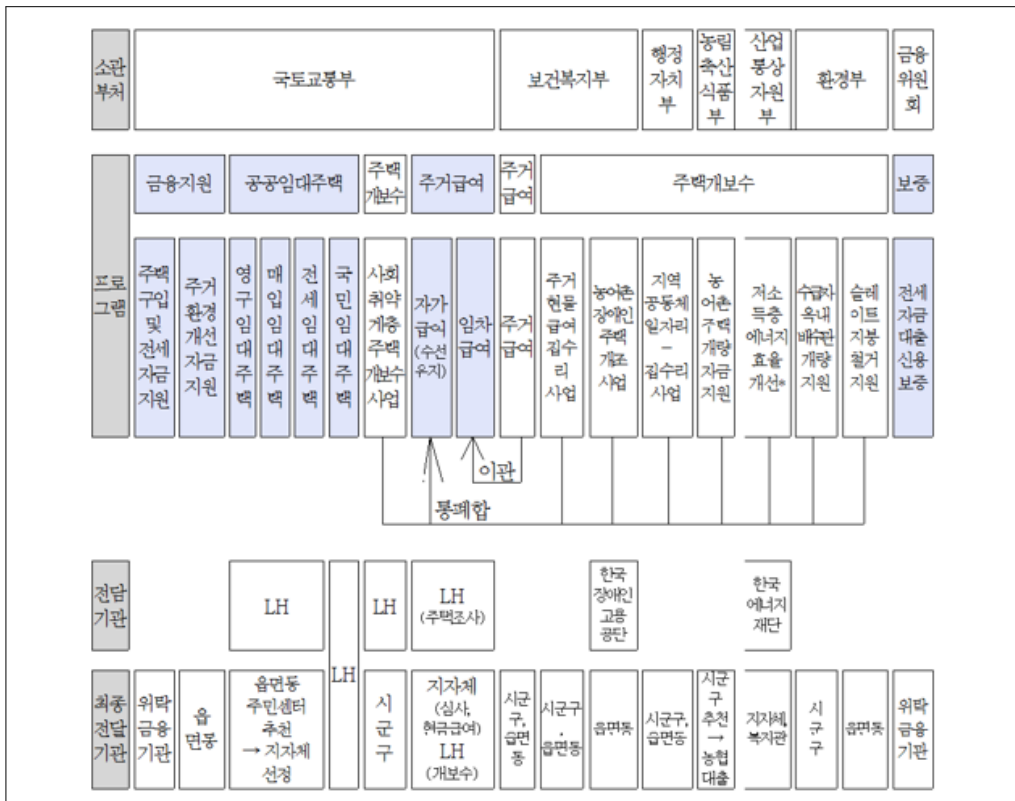 소관
부처
국토교통부
보건복지부
행정
자치
부
농림
축산
식품
부
산업
통상
자원
부
환경부
금융
위원
회
프로
그램
금융지원
공공임대주택
주택
개보수
주거급여
주거
급여
주택개보수
보증
주택
구입
및
전세
자금
지원
주거
환경
개선
자금
지원
영
구
임
대
주
택
매
입
임
대
주
택
전
세
임
대
주
택
국
민
임
대
주
택
사회
취약
계층
주택
개보수
사업
자가
급여
(수선
유지)
임차
급여
주거
급여
주거
현물
급여
집수
리
사업
농어촌
장애인
주택
개조
사업
지역
공동체
일자리
–
집수리
사업
농
어촌
주택
개량
자금
지원
저소
득층
에너지
효율
개선*
수급자
옥내
배수관
개량
지원
슬레
이트
지붕
철거
지원
전세
자금
대출
신용
보증
이관
통폐합
전담
기관
LH
LH
LH
LH
(주택조사)
한국
장애인
고용
공단
한국
에너지
재단
최종
전달
기관
위탁
금융
기관
읍
면동
읍면동
주민센터
추천
→ 지자체
선정
시
군
구
지자체
(심사,
현금급여)
LH
(개보수)
시군
구,
읍면
동
시군구
,
읍면동
읍면동
시군구,
읍면동
시군
구
추천
→
농협
대출
지자체,
복지관
시
군
구
읍면동
위탁
금융
기관